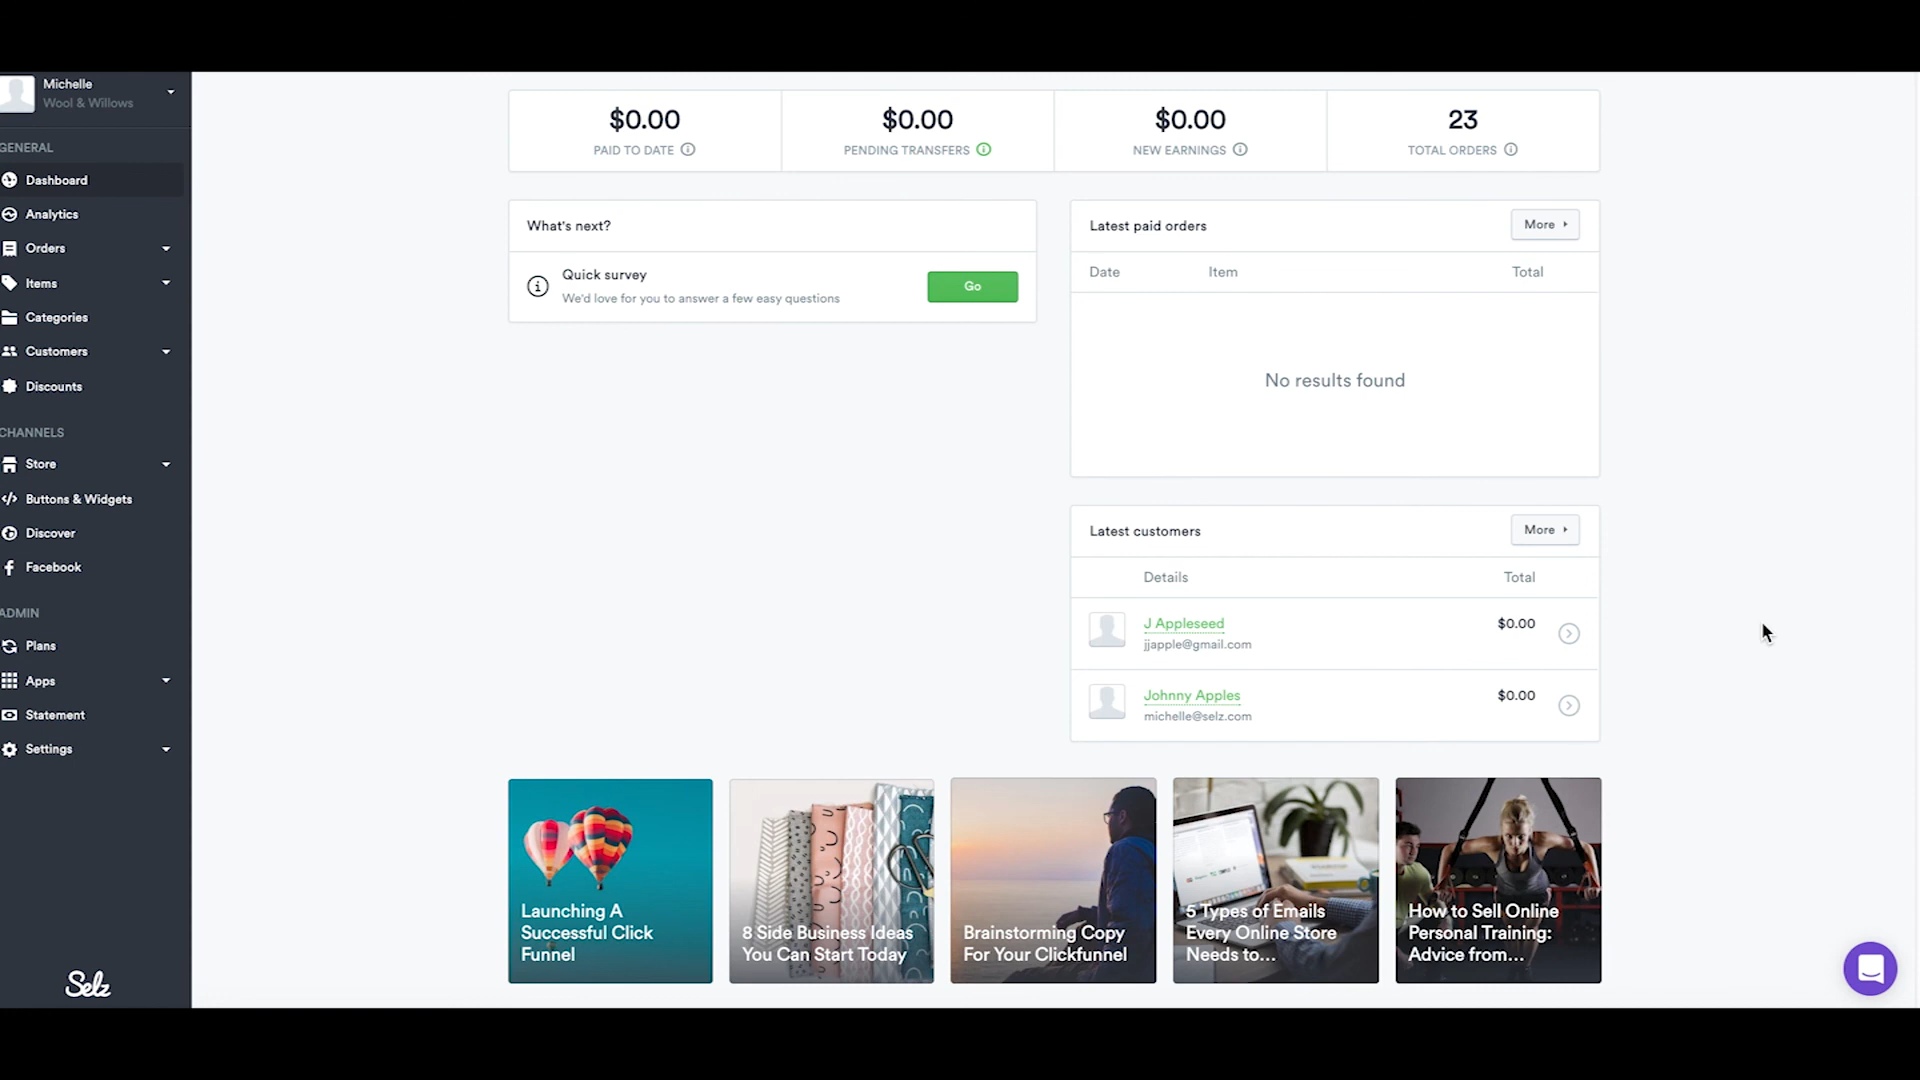 Michelle
Wool & Willows
GENERAL
Dashboard
Analytics
Orders
Items
Categories
Customers
Discounts
CHANNELS
Store
Buttons & Widgets
Discover
Facebook
ADMIN
Plans
Apps
Statement
Settings
Selz
$0.00
PAID TO DATE
$0.00
PENDING TRANSFERS
$0.00
NEW EARNINGS
23
TOTAL ORDERS
What's next?
Quick survey
We'd love for you to answer a few easy questions
Go
Latest paid orders
More
Date Item Total
No results found
Latest customers
More
Details Total
J Appleseed $0.00
jjapple@gmail.com
Johnny Apples $0.00
michelle@selz.com
Launching A
Successful Click
Funnel
8 Side Business Ideas
You Can Start Today
Brainstorming Copy
For Your Clickfunnel
5 Types of Emails
Every Online Store
Needs to...
How to Sell Online
Personal Training:
Advice from...